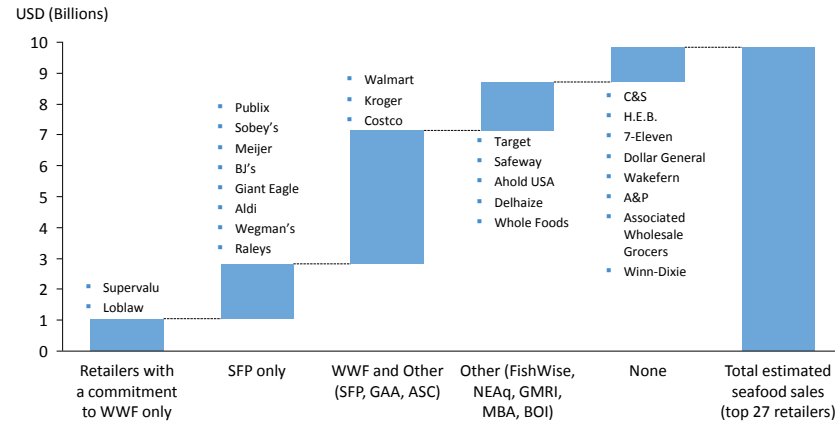 USD (Billions)
10
9
8
7
6
5
4
3
2
1
0
▪ Supervalu
▪ Loblaw
▪ Publix
▪ Sobey's
▪ Meijer
▪ BJ's
▪ Giant Eagle
▪ Aldi
▪ Wegman's
▪ Raleys
▪ Walmart
▪ Kroger
▪ Costco
▪ Target
▪ Safeway
▪ Ahold USA
▪ Delhaize
▪ Whole Foods
▪ C&S
▪ H.E.B.
▪ 7-Eleven
▪ Dollar General
▪ Wakefern
▪ A&P
▪ Associated
Wholesale
Grocers
▪ Winn-Dixie
Retailers with
a commitment
to WWF only
SFP only
WWF and Other
(SFP, GAA, ASC)
Other (FishWise,
NEAq, GMRI,
MBA, BOI)
None
Total estimated
seafood sales
(top 27 retailers)